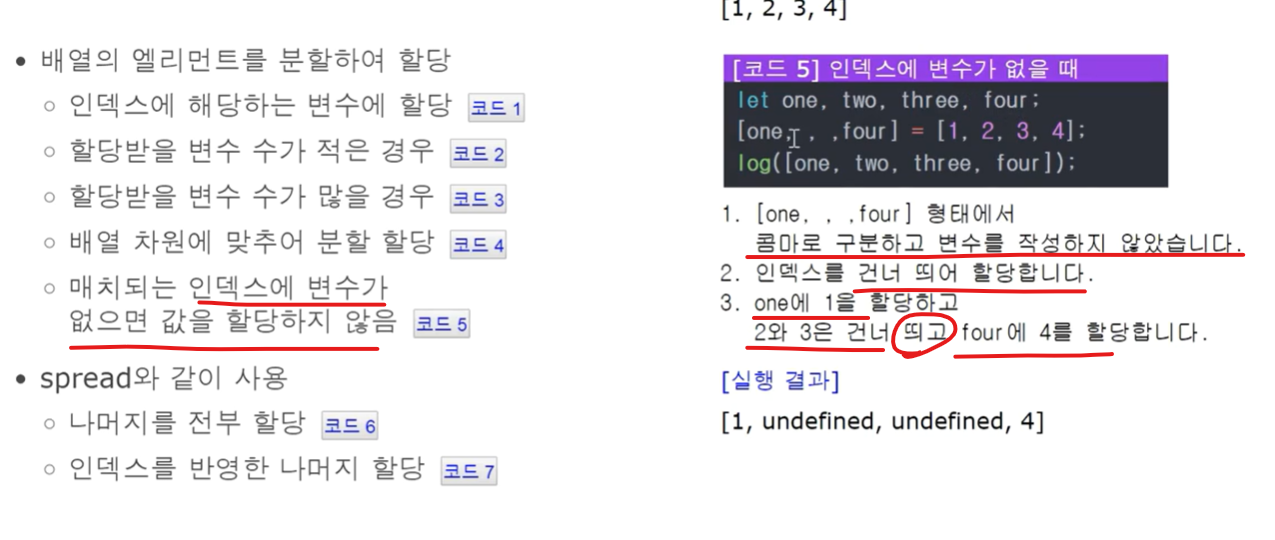 • 배열의 엘리먼트를 분할하여 할당
○ 인덱스에 해당하는 변수에 할당 코드 1
○ 할당받을 변수 수가 적은 경우 코드 2
○ 할당받을 변수 수가 많을 경우 코드 3
○ 배열 차원에 맞추어 분할 할당 코드 4
○ 매치되는 인덱스에 변수가
없으면 값을 할당하지 않음 코드 5
• spread와 같이 사용
○ 나머지를 전부 할당 코드 6
○ 인덱스를 반영한 나머지 할당 코드 7
[1, 2, 3, 4]
[코드 5] 인덱스에 변수가 없을 때
let one, two, three, four;
[one, , ,four] = [1, 2, 3, 4];
log([one, two, three, four]);
1. [one, , ,four] 형태에서
콤마로 구분하고 변수를 작성하지 않았습니다.
2. 인덱스를 건너 띄어 할당합니다.
3. one에 1을 할당하고
2와 3은 건너 띄고 four에 4를 할당합니다.
[실행 결과]
[1, undefined, undefined, 4]